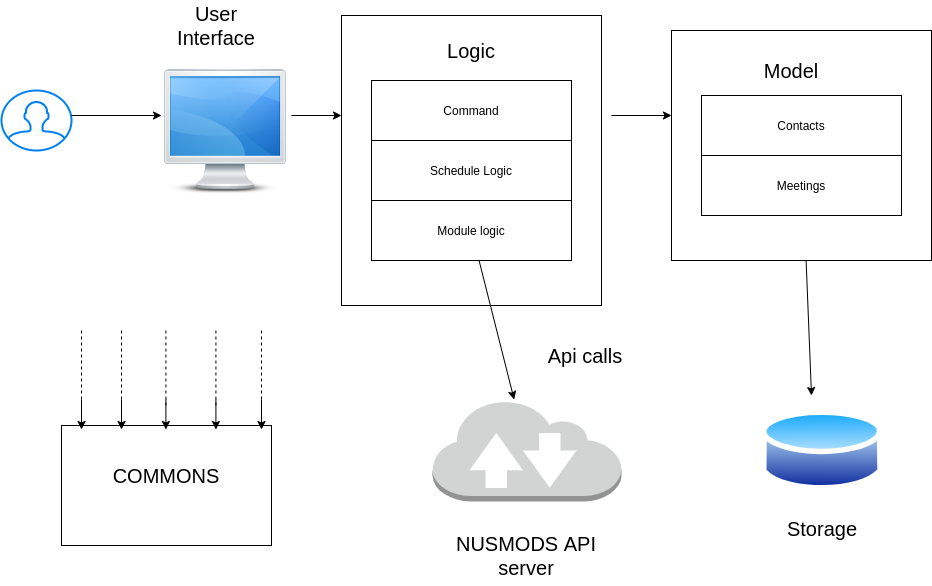 User
Interface
Logic
Command
Schedule Logic
Module logic
Model
Contacts
Meetings
Api calls
COMMONS
NUSMODS API
server
Storage